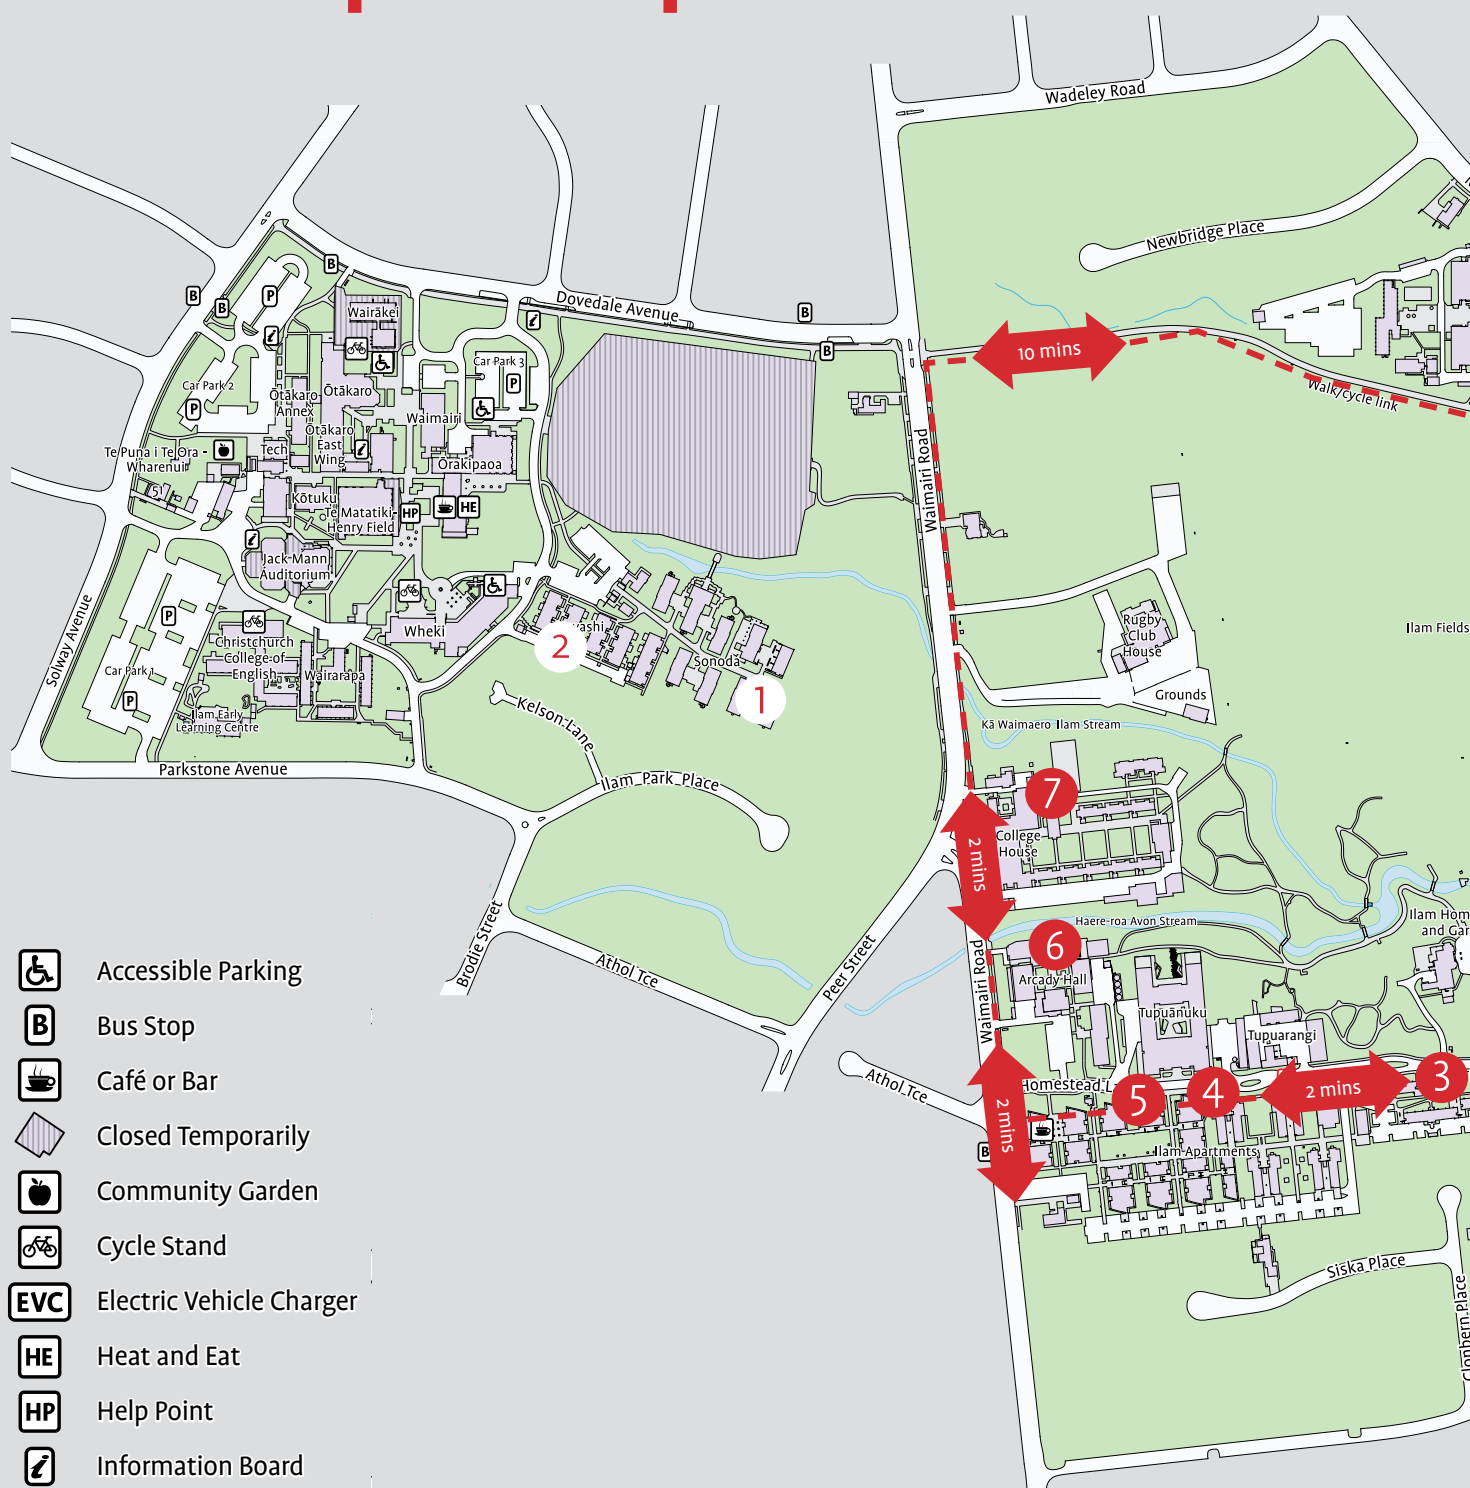 Wadeley Road
Newbridge Place
Dovedale Avenue
B
B
B
B
B
P
i
i
Wairākei
Car Park 3
P
10 mins
Walk/cycle link
Car Park 2
P
Ōtākaro
Annex
Ōtākaro
Waimairi
Ōtākaro
East
Wing
i
Te Puna i Te Ora -
Wharenui
Tech
Ōrakipaoa
51
Kōtuku
Te Matatiki-
Henry Field
HP
HE
i
Jack Mann
Auditorium
Waimairi Road
Solway Avenue
P
Christchurch
College of
English
Wheki
Car Park 1
P
Wairarapa
Ilam Early
Learning Centre
2
Sonoda
1
Rugby
Club
House
Ilam Fields
Grounds
Kelson Lane
Kā Waimaero Ilam Stream
Parkstone Avenue
Ilam Park Place
7
2 mins
College
House
Haere-roa Avon Stream
Ilam Hom
and Gar
Brodie Street
Athol Tce
Peer Street
Waimairi Road
6
Arcady Hall
Tupuānuku
Tupuarangi
Athol Tce
Homestead L
5
4
2 mins
3
2 mins
B
Ilam Apartments
Siska Place
Clonbern Place
Accessible Parking
B
Bus Stop
Café or Bar
Closed Temporarily
Community Garden
Cycle Stand
EVC
Electric Vehicle Charger
HE
Heat and Eat
HP
Help Point
i
Information Board